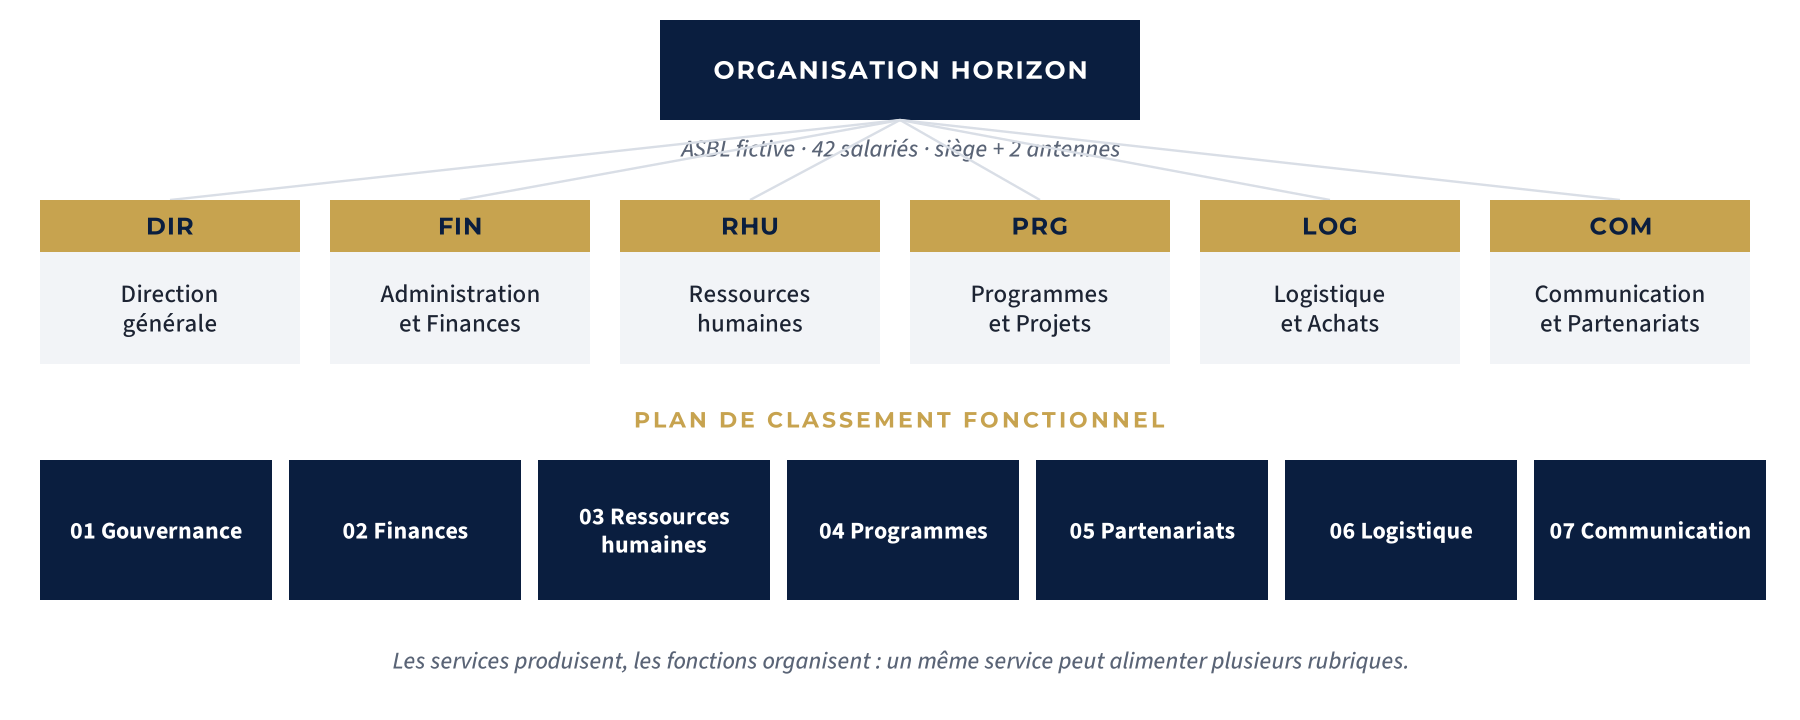 ORGANISATION HORIZON
ASBL fictive · 42 salariés · siège + 2 antennes
DIR
Direction
générale
FIN
Administration
et Finances
RHU
Ressources
humaines
PRG
Programmes
et Projets
LOG
Logistique
et Achats
COM
Communication
et Partenariats
PLAN DE CLASSEMENT FONCTIONNEL
01 Gouvernance
02 Finances
03 Ressources
humaines
04 Programmes
05 Partenariats
06 Logistique
07 Communication
Les services produisent, les fonctions organisent : un même service peut alimenter plusieurs rubriques.